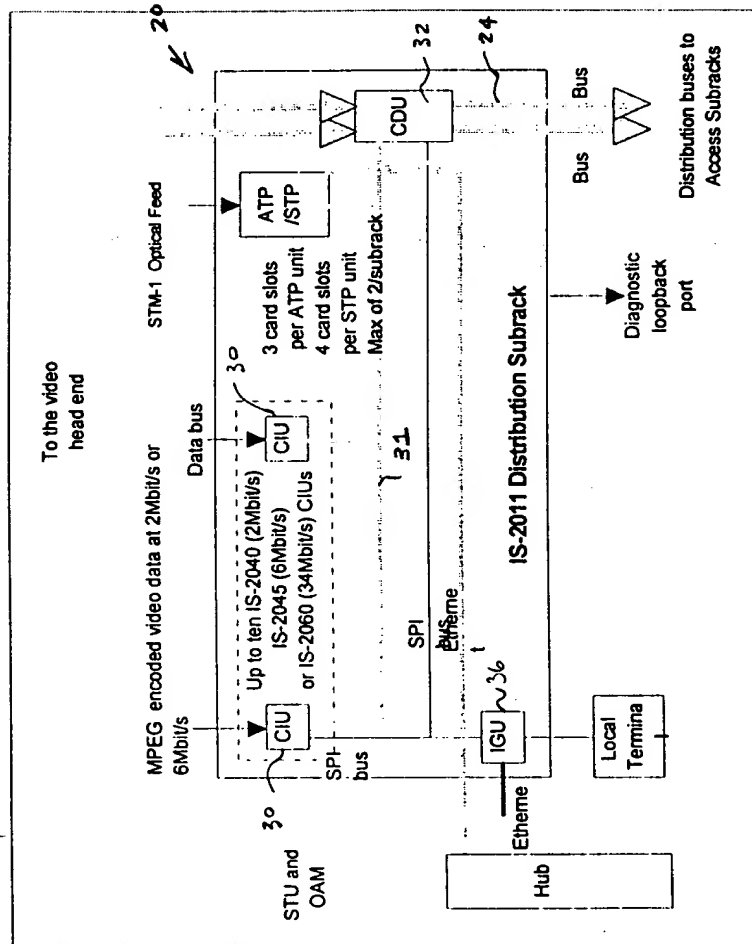 To the video
head end
MPEG encoded video data at 2Mbit/s or
6Mbit/s
Data bus
STM-1 Optical Feed
20
CIU
Up to ten IS-2040 (2Mbit/s)
IS-2045 (6Mbit/s)
or IS-2060 (34Mbit/s) CIUs
CIU
30
30
ATP
/STP
3 card slots
per ATP unit
4 card slots
per STP unit
Max of 2/subrack
CDU
32
STU and
OAM
SPI
bus
31
SPI
bus
Etherne
t
24
Bus
Bus
IGU
36
IS-2011 Distribution Subrack
Etherne
Hub
Local
Termina
Diagnostic
loopback
port
Distribution buses to
Access Subracks